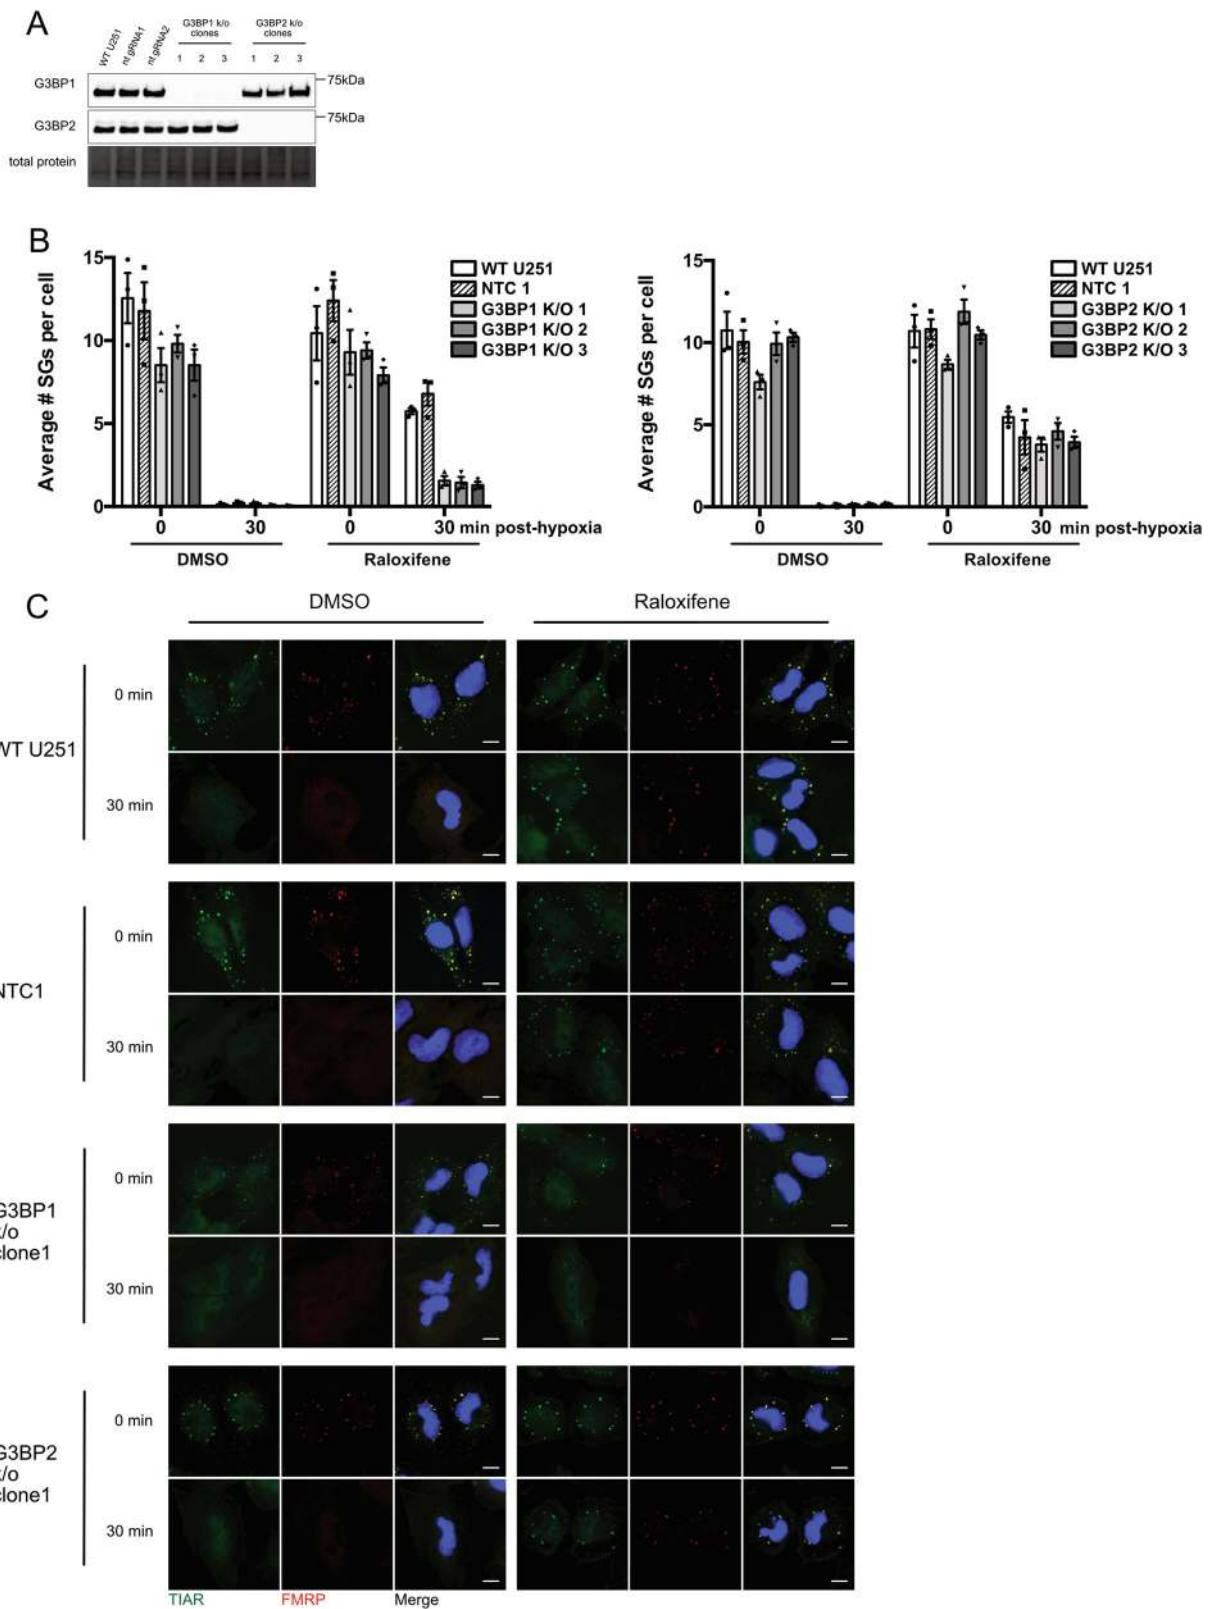 A
WT U251
nt gRNA1
nt gRNA2
G3BP1 k/o
clones
G3BP2 k/o
clones
1 2 3 1 2 3
G3BP1
75kDa
G3BP2
75kDa
total protein
B
Average # SGs per cell
15
10
5
0
WT U251
NTC 1
G3BP1 K/O 1
G3BP1 K/O 2
G3BP1 K/O 3
0 30 0 30 min post-hypoxia
DMSO Raloxifene
Average # SGs per cell
15
10
5
0
WT U251
NTC 1
G3BP2 K/O 1
G3BP2 K/O 2
G3BP2 K/O 3
0 30 0 30 min post-hypoxia
DMSO Raloxifene
C
DMSO Raloxifene
0 min
WT U251
30 min
0 min
NTC1
30 min
0 min
G3BP1
k/o
clone1
30 min
0 min
G3BP2
k/o
clone1
30 min
TIAR FMRP Merge